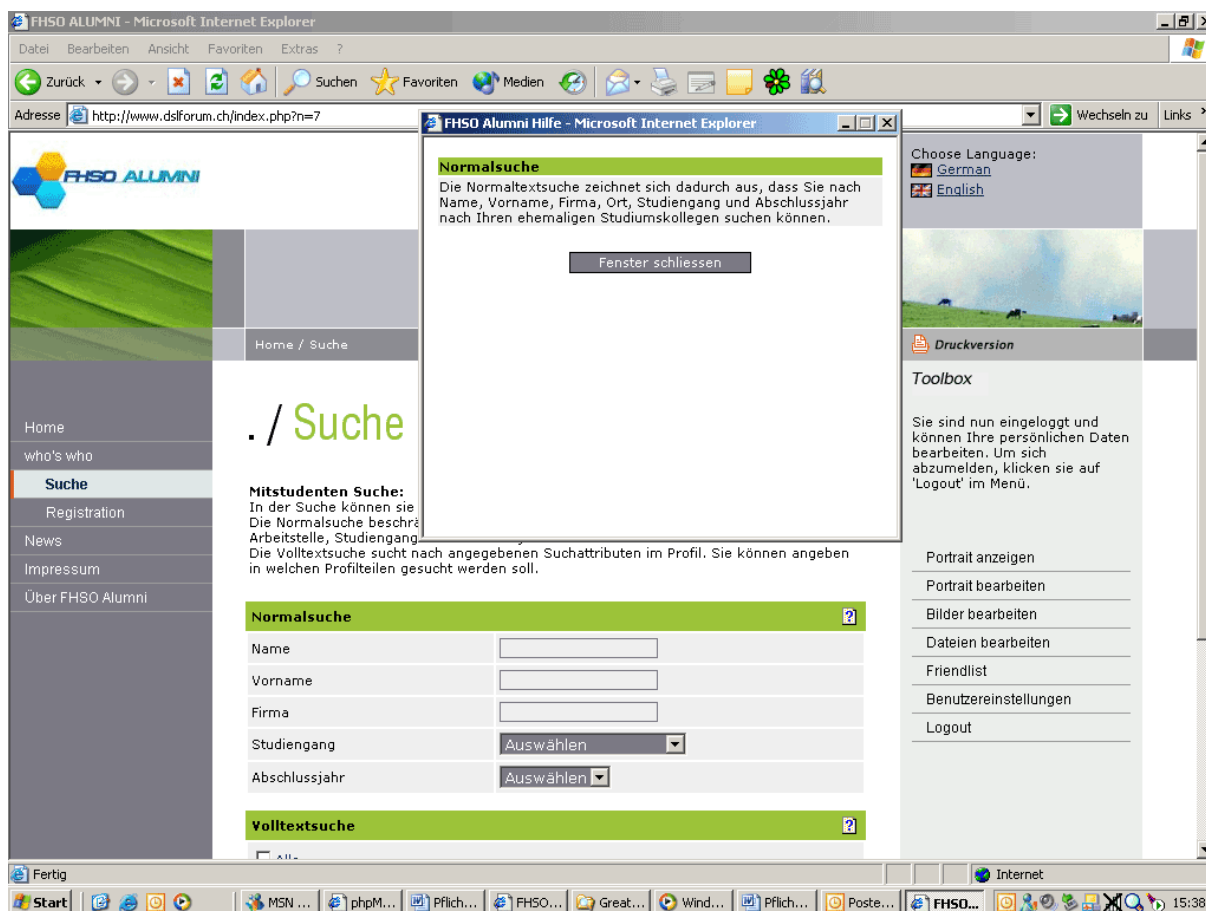 FHSO ALUMNI - Microsoft Internet Explorer
Datei Bearbeiten Ansicht Favoriten Extras ?
Zurück Suchen Favoriten Medien
Adresse http://www.dslforum.ch/index.php?n=7 Wechseln zu Links
FHSO Alumni Hilfe - Microsoft Internet Explorer
Normalsuche
Die Normaltextsuche zeichnet sich dadurch aus, dass Sie nach
Name, Vorname, Firma, Ort, Studiengang und Abschlussjahr
nach Ihren ehemaligen Studiumskollegen suchen können.
Fenster schliessen
FHSO ALUMNI
Choose Language:
German
English
Home / Suche
Druckversion
Home
who's who
Suche
Registration
News
Impressum
Über FHSO Alumni
./Suche
Mitstudenten Suche:
In der Suche können sie
Die Normalsuche beschrä
Arbeitstelle, Studiengang
Die Volltextsuche sucht nach angegebenen Suchattributen im Profil. Sie können angeben
in welchen Profilteilen gesucht werden soll.
Normalsuche ?
Name
Vorname
Firma
Studiengang Auswählen
Abschlussjahr Auswählen
Volltextsuche ?
Toolbox
Sie sind nun eingeloggt und
können Ihre persönlichen Daten
bearbeiten. Um sich
abzumelden, klicken sie auf
'Logout' im Menü.
Portrait anzeigen
Portrait bearbeiten
Bilder bearbeiten
Dateien bearbeiten
Friendlist
Benutzereinstellungen
Logout
Fertig Internet
Start MSN ... phpM... Pflich... FHSO... Great... Wind... Pflich... Poste... FHSO... 15:38